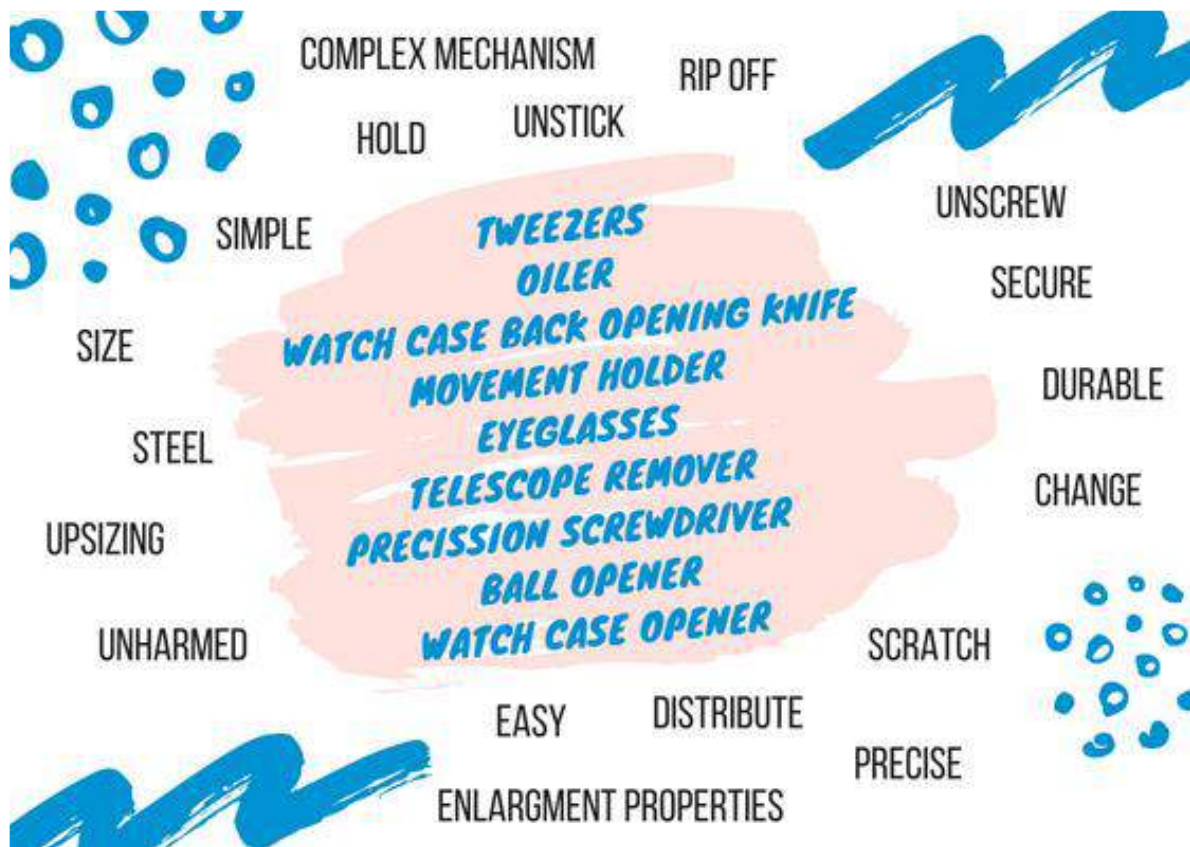 COMPLEX MECHANISM
RIP OFF
HOLD
UNSTICK
UNSCREW
SIMPLE
TWEEZERS
OILER
SECURE
WATCH CASE BACK OPENING KNIFE
SIZE
MOVEMENT HOLDER
DURABLE
EYEGLASSES
STEEL
TELESCOPE REMOVER
CHANGE
PRECISSION SCREWDRIVER
UPSIZING
BALL OPENER
WATCH CASE OPENER
UNHARMED
SCRATCH
EASY
DISTRIBUTE
PRECISE
ENLARGMENT PROPERTIES